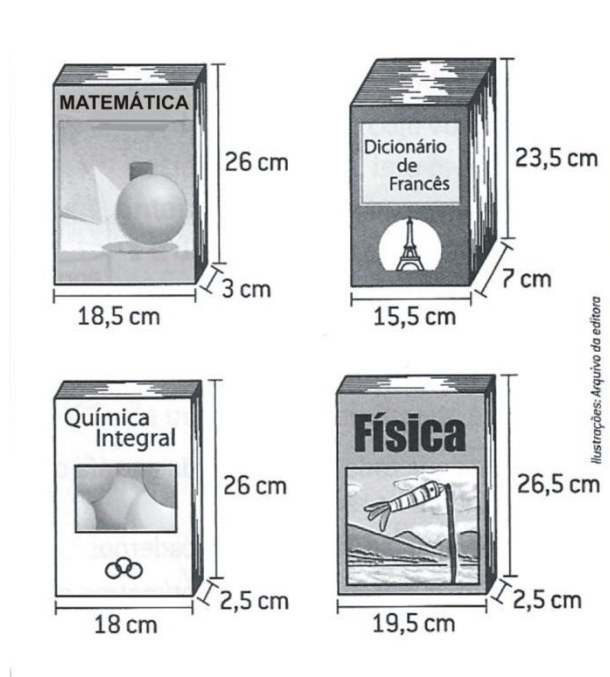 MATEMÁTICA
26 cm
3 cm
18,5 cm
Dicionário
de
Francês
23,5 cm
7 cm
15,5 cm
Química
Integral
26 cm
2,5 cm
18 cm
Física
26,5 cm
2,5 cm
19,5 cm
Ilustrações: Arquivo da editora